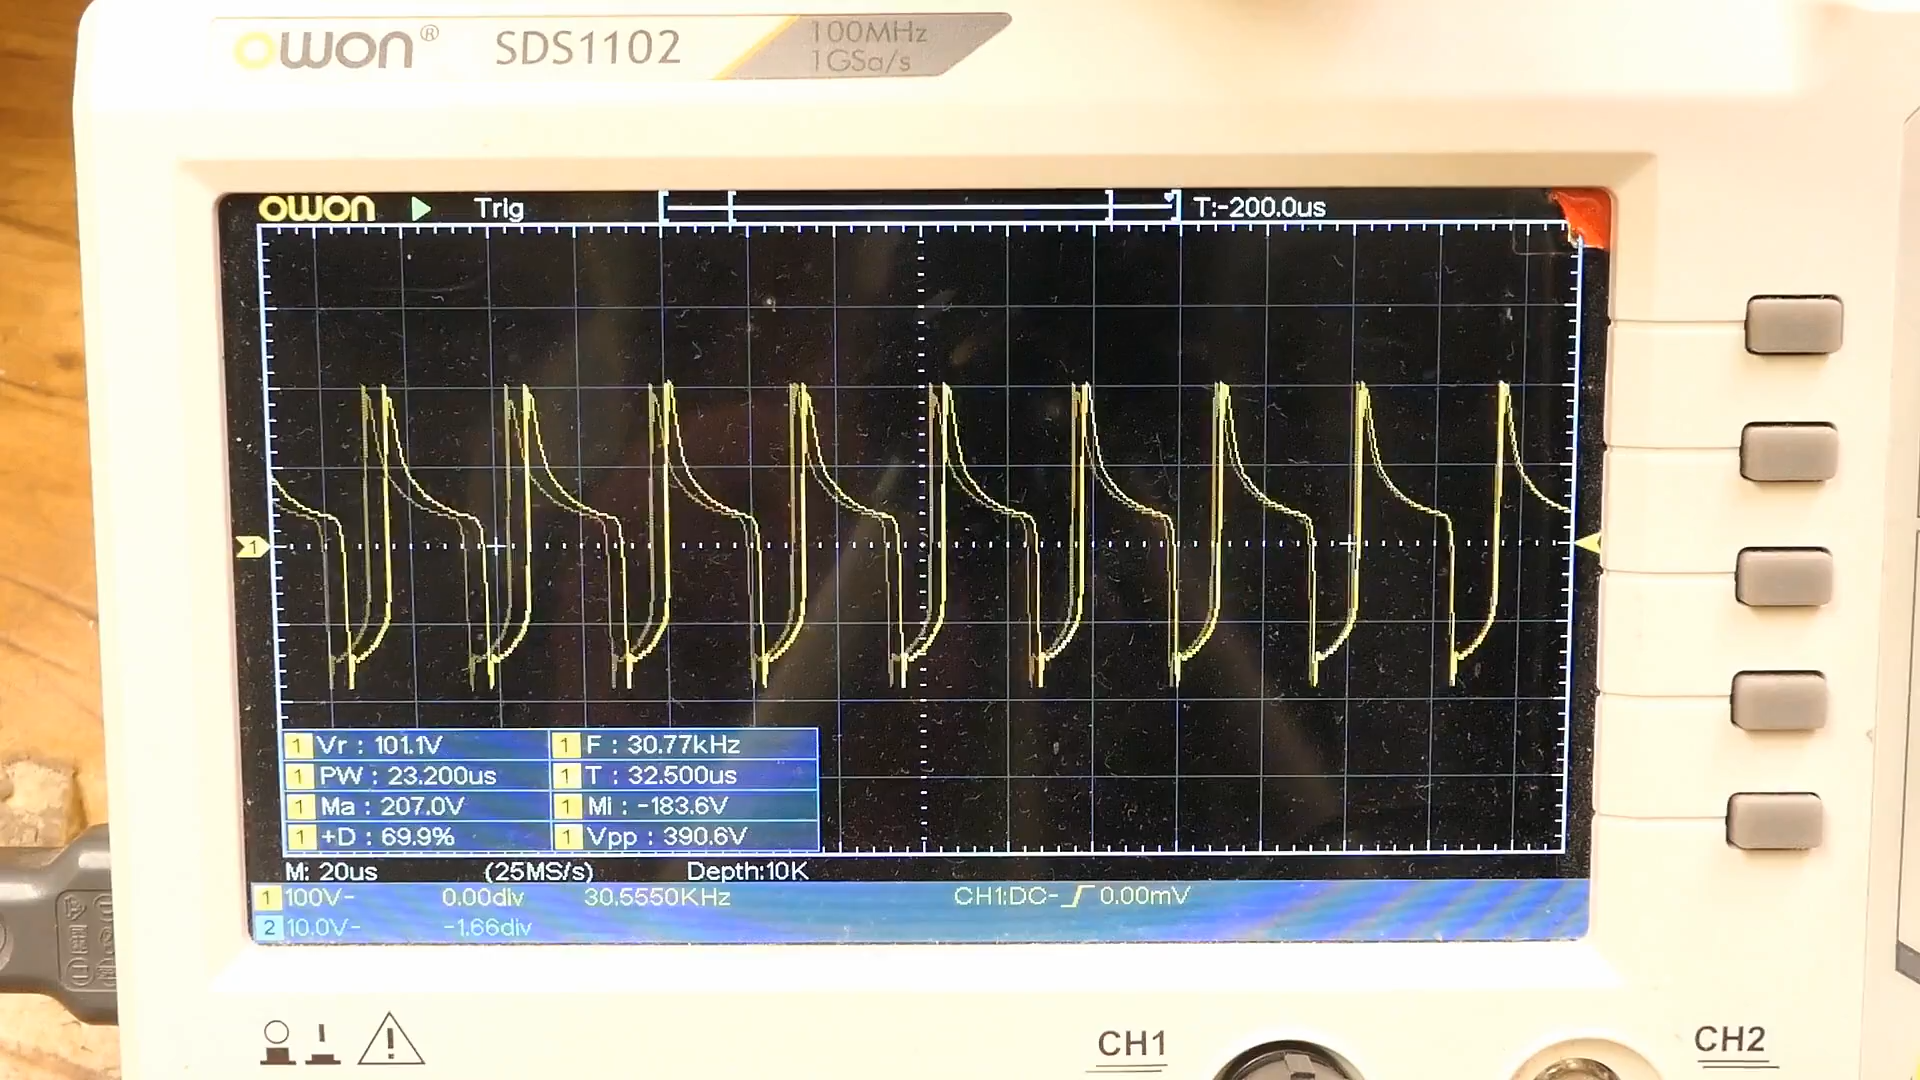 owon® SDS1102 100MHz
1GSa/s
owon Trig T:-200.0us
1
1 Vr : 101.1V 1 F : 30.77kHz
1 PW : 23.200us 1 T : 32.500us
1 Ma : 207.0V 1 Mi : -183.6V
1 +D : 69.9% 1 Vpp : 390.6V
M: 20us (25MS/s) Depth:10K
1 100V- 0.00div 30.5550KHz CH1:DC- 0.00mV
2 10.0V- -1.66div
CH1 CH2